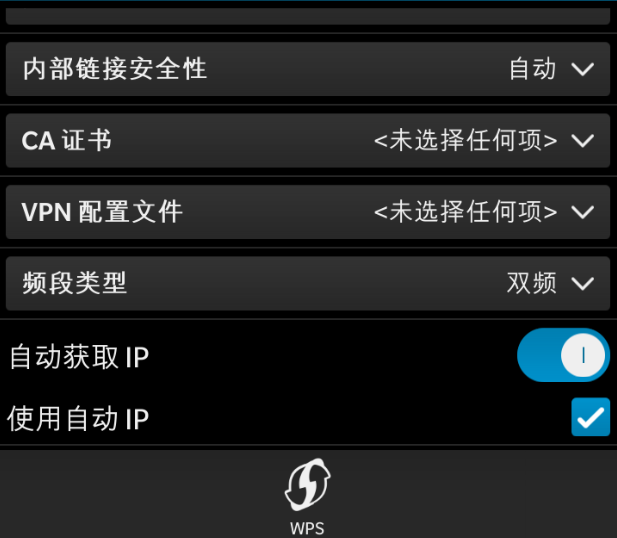 内部链接安全性 自动
CA 证书 <未选择任何项>
VPN 配置文件 <未选择任何项>
频段类型 双频
自动获取 IP
使用自动 IP
WPS